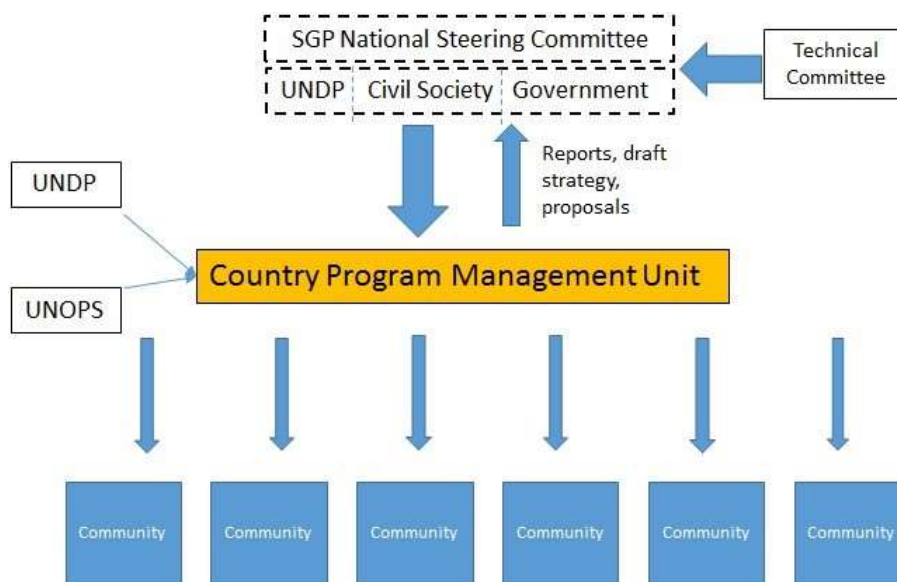 SGP National Steering Committee
UNDP Civil Society Government
Technical
Committee
Reports, draft
strategy,
proposals
UNDP
Country Program Management Unit
UNOPS
Community Community Community Community Community Community